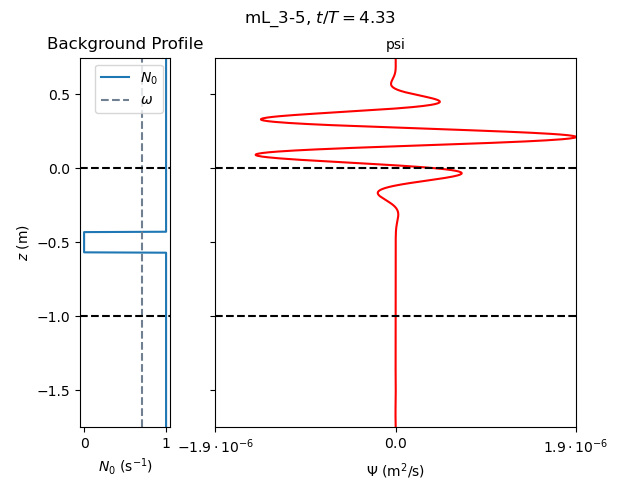 mL_3-5, t/T = 4.33
Background Profile
psi
N₀
ω
0.5
0.0
−0.5
−1.0
−1.5
z (m)
0 1
−1.9 · 10⁻⁶ 0.0 1.9 · 10⁻⁶
N₀ (s⁻¹)
Ψ (m²/s)